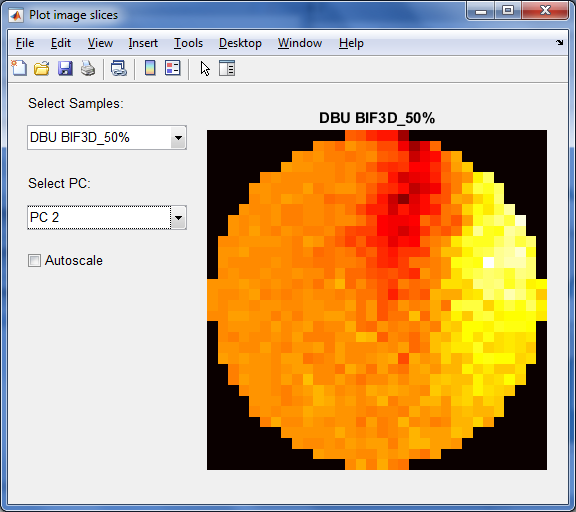 Plot image slices
File Edit View Insert Tools Desktop Window Help
Select Samples:
DBU BIF3D_50%
Select PC:
PC 2
Autoscale
DBU BIF3D_50%